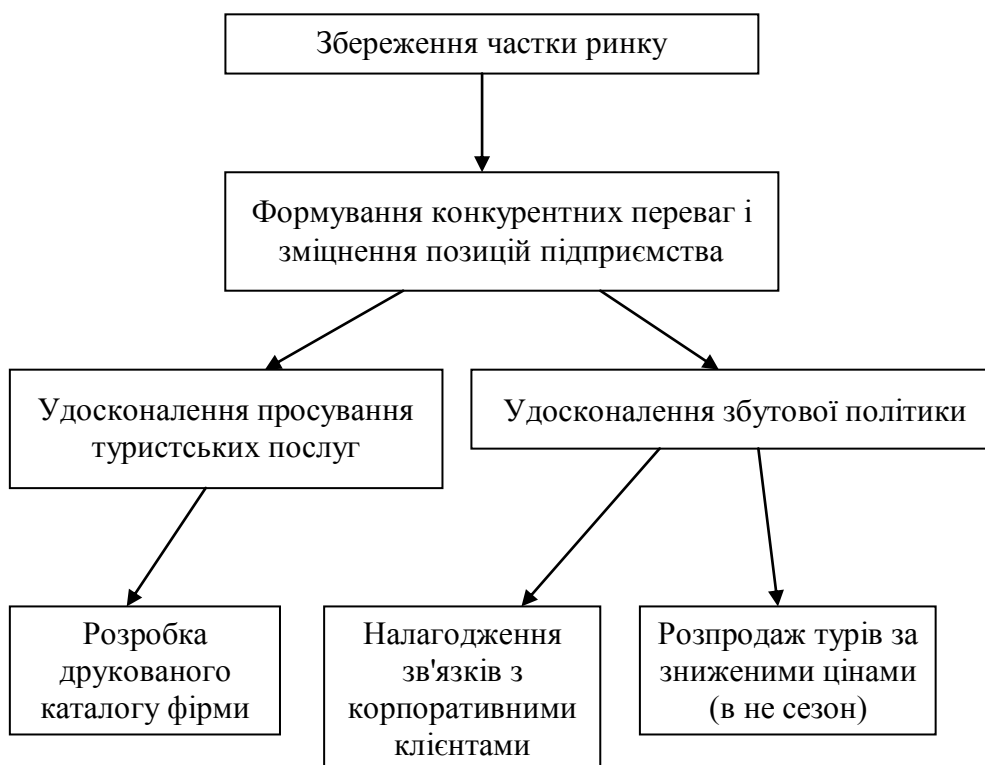 Збереження частки ринку
Формування конкурентних переваг і
зміцнення позицій підприємства
Удосконалення просування
туристських послуг
Удосконалення збутової політики
Розробка
друкованого
каталогу фірми
Налагодження
зв'язків з
корпоративними
клієнтами
Розпродаж турів за
зниженими цінами
(в не сезон)